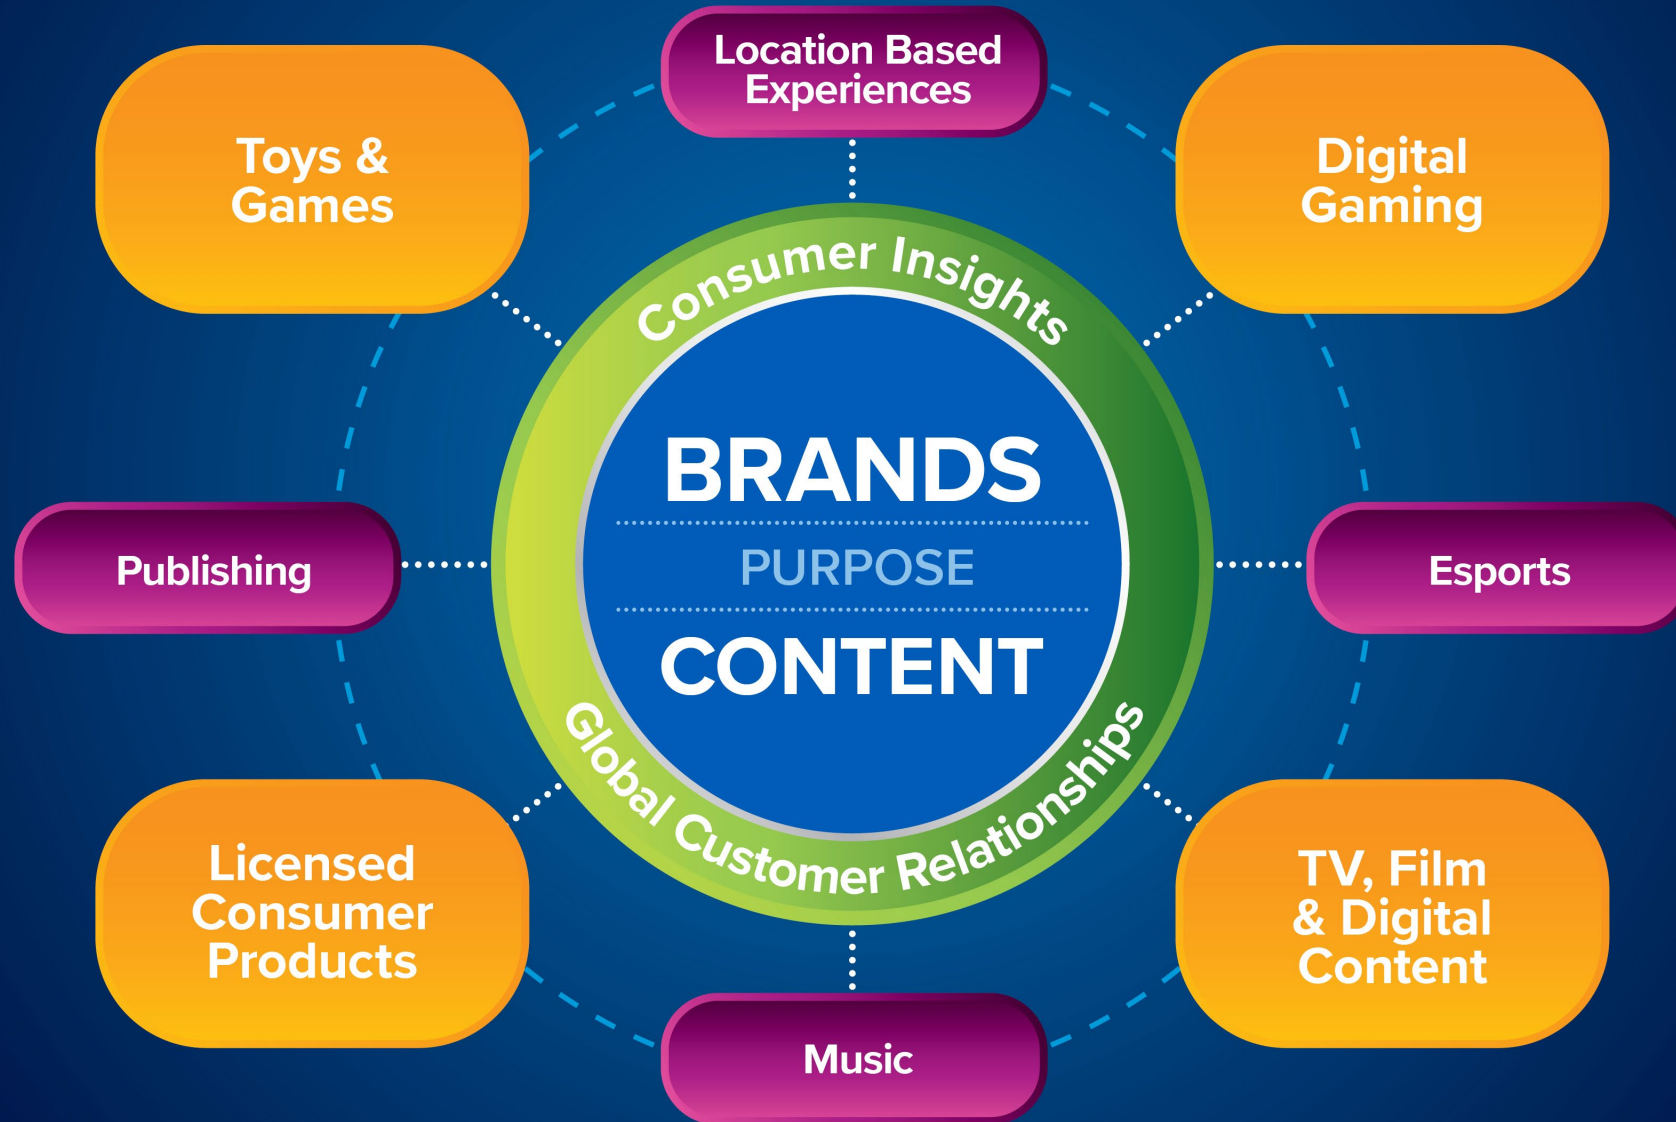 Location Based
Experiences
Toys &
Games
Digital
Gaming
Consumer Insights
BRANDS
PURPOSE
CONTENT
Publishing
Esports
Global Customer Relationships
Licensed
Consumer
Products
TV, Film
& Digital
Content
Music